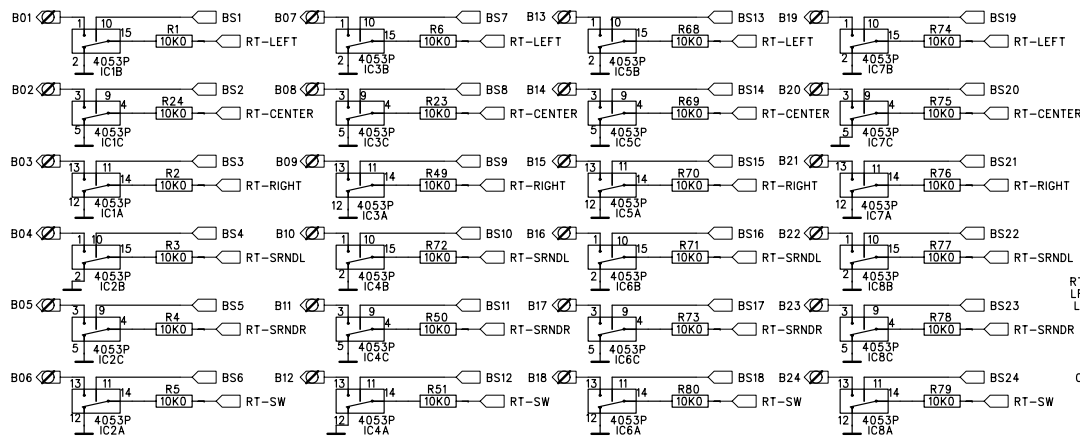 B01 BS1 B07 BS7 B13 BS13 B19 BS19
1 10 15 R1 10K0 RT-LEFT 1 10 15 R6 10K0 RT-LEFT 1 10 15 R68 10K0 RT-LEFT 1 10 15 R74 10K0 RT-LEFT
2 4053P IC1B 2 4053P IC3B 2 4053P IC5B 2 4053P IC7B
B02 BS2 B08 BS8 B14 BS14 B20 BS20
3 9 4 R24 10K0 RT-CENTER 3 9 4 R23 10K0 RT-CENTER 3 9 4 R69 10K0 RT-CENTER 3 9 4 R75 10K0 RT-CENTER
5 4053P IC1C 5 4053P IC3C 5 4053P IC5C 5 4053P IC7C
B03 BS3 B09 BS9 B15 BS15 B21 BS21
13 11 14 R2 10K0 RT-RIGHT 13 11 14 R49 10K0 RT-RIGHT 13 11 14 R70 10K0 RT-RIGHT 13 11 14 R76 10K0 RT-RIGHT
12 4053P IC1A 12 4053P IC3A 12 4053P IC5A 12 4053P IC7A
B04 BS4 B10 BS10 B16 BS16 B22 BS22
1 10 15 R3 10K0 RT-SRNDL 1 10 15 R72 10K0 RT-SRNDL 1 10 15 R71 10K0 RT-SRNDL 1 10 15 R77 10K0 RT-SRNDL
2 4053P IC2B 2 4053P IC4B 2 4053P IC6B 2 4053P IC8B
B05 BS5 B11 BS11 B17 BS17 B23 BS23
3 9 4 R4 10K0 RT-SRNDR 3 9 4 R50 10K0 RT-SRNDR 3 9 4 R73 10K0 RT-SRNDR 3 9 4 R78 10K0 RT-SRNDR
5 4053P IC2C 5 4053P IC4C 5 4053P IC6C 5 4053P IC8C
B06 BS6 B12 BS12 B18 BS18 B24 BS24
13 11 14 R5 10K0 RT-SW 13 11 14 R51 10K0 RT-SW 13 11 14 R80 10K0 RT-SW 13 11 14 R79 10K0 RT-SW
12 4053P IC2A 12 4053P IC4A 12 4053P IC6A 12 4053P IC8A